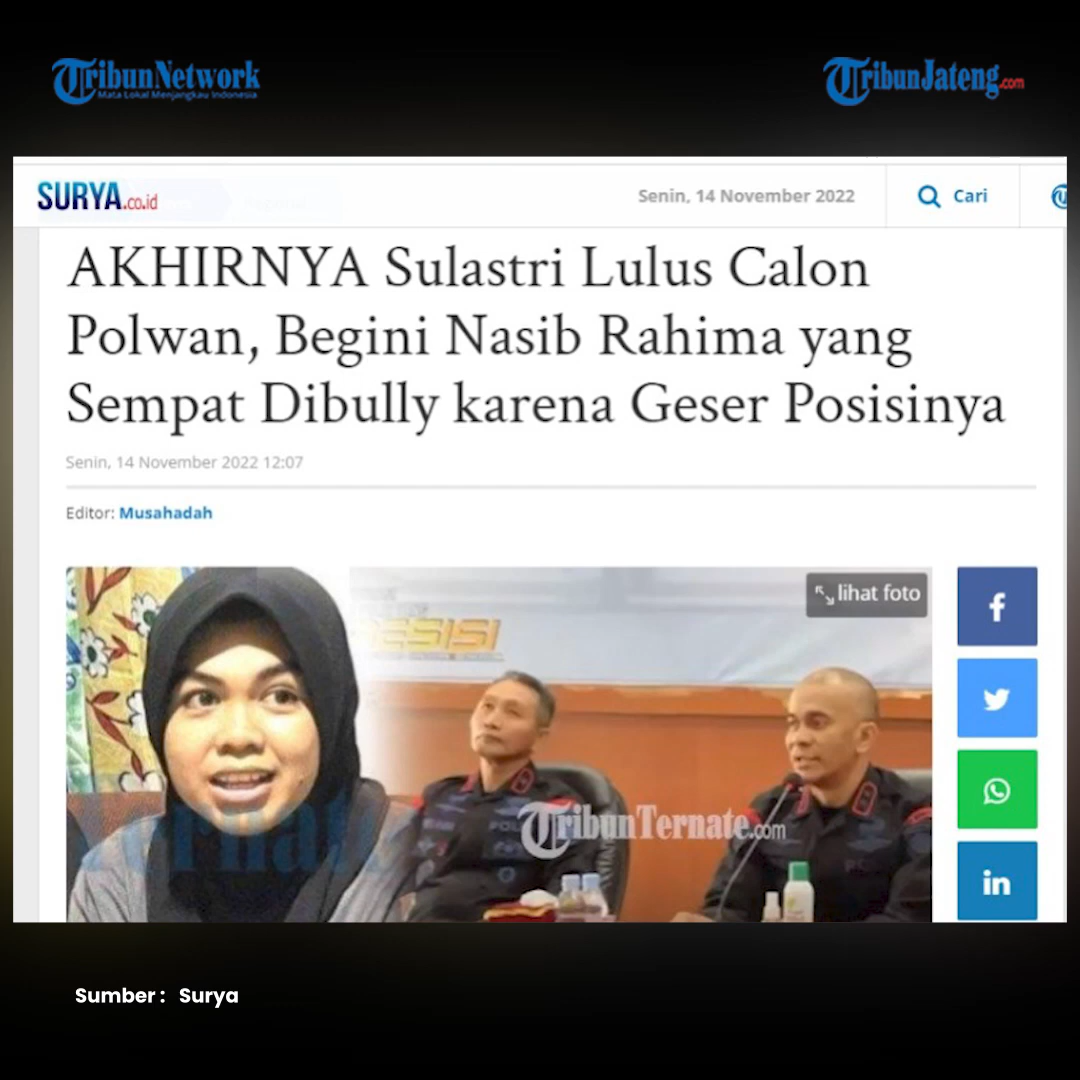 TribunNetwork
Mata Lokal Menjangkau Indonesia
TribunJateng.com
SURYA.co.id
Senin, 14 November 2022
Cari
AKHIRNYA Sulastri Lulus Calon
Polwan, Begini Nasib Rahima yang
Sempat Dibully karena Geser Posisinya
Senin, 14 November 2022 12:07
Editor: Musahadah
lihat foto
ESISI
TribunTernate.com
Ternate
Sumber : Surya